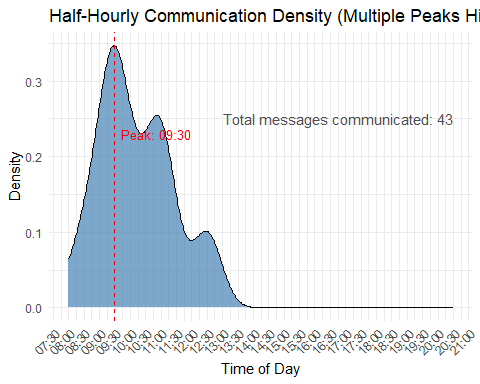 Half-Hourly Communication Density (Multiple Peaks Hi
Total messages communicated: 43
Peak: 09:30
Density
0.3
0.2
0.1
0.0
07:30 08:00 08:30 09:00 09:30 10:00 10:30 11:00 11:30 12:00 12:30 13:00 13:30 14:00 14:30 15:00 15:30 16:00 16:30 17:00 17:30 18:00 18:30 19:00 19:30 20:00 20:30 21:00
Time of Day